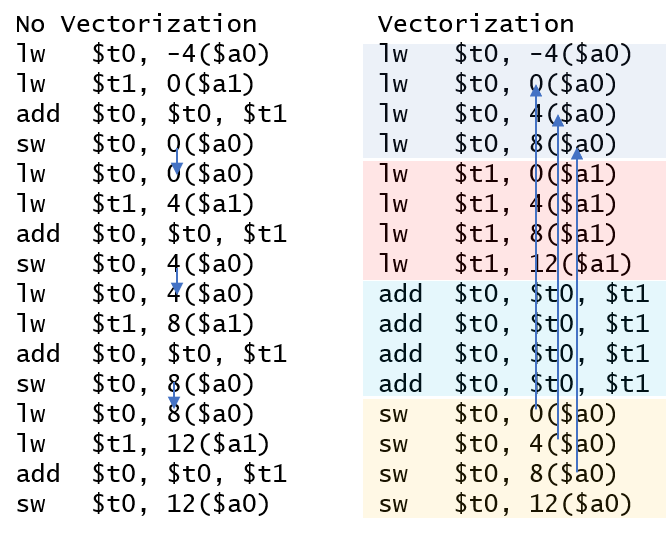 No Vectorization
lw $t0, -4($a0)
lw $t1, 0($a1)
add $t0, $t0, $t1
sw $t0, 0($a0)
lw $t0, 0($a0)
lw $t1, 4($a1)
add $t0, $t0, $t1
sw $t0, 4($a0)
lw $t0, 4($a0)
lw $t1, 8($a1)
add $t0, $t0, $t1
sw $t0, 8($a0)
lw $t0, 8($a0)
lw $t1, 12($a1)
add $t0, $t0, $t1
sw $t0, 12($a0)
Vectorization
lw $t0, -4($a0)
lw $t0, 0($a0)
lw $t0, 4($a0)
lw $t0, 8($a0)
lw $t1, 0($a1)
lw $t1, 4($a1)
lw $t1, 8($a1)
lw $t1, 12($a1)
add $t0, $t0, $t1
add $t0, $t0, $t1
add $t0, $t0, $t1
add $t0, $t0, $t1
sw $t0, 0($a0)
sw $t0, 4($a0)
sw $t0, 8($a0)
sw $t0, 12($a0)